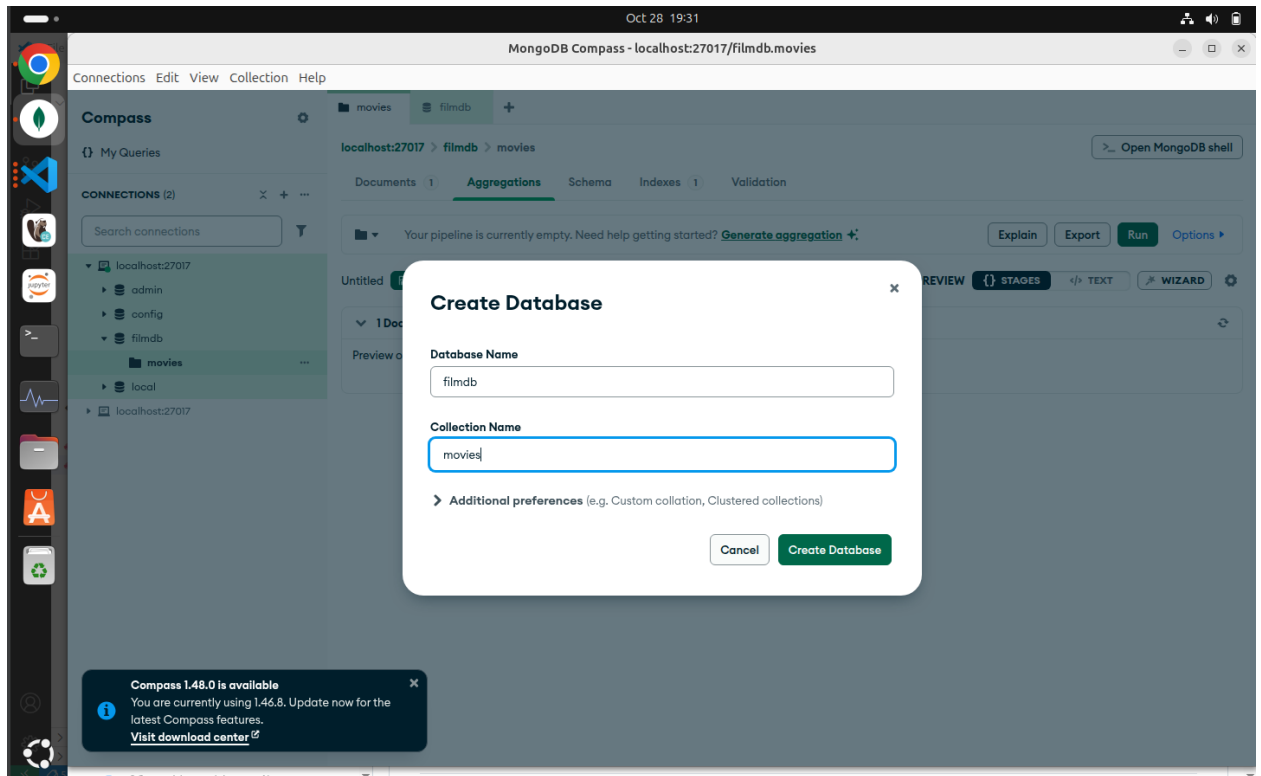 Oct 28 19:31
MongoDB Compass - localhost:27017/filmdb.movies
Connections Edit View Collection Help
Compass
{} My Queries
CONNECTIONS (2)
Search connections
localhost:27017
admin
config
filmdb
movies
local
localhost:27017
movies
filmdb
localhost:27017 > filmdb > movies
>_ Open MongoDB shell
Documents 1 Aggregations Schema Indexes 1 Validation
Your pipeline is currently empty. Need help getting started? Generate aggregation
Explain Export Run Options
Untitled
{} STAGES </> TEXT WIZARD
Preview
Create Database
Database Name
filmdb
Collection Name
movies
Additional preferences (e.g. Custom collation, Clustered collections)
Cancel Create Database
Compass 1.48.0 is available
You are currently using 1.46.8. Update now for the
latest Compass features.
Visit download center
jupyter